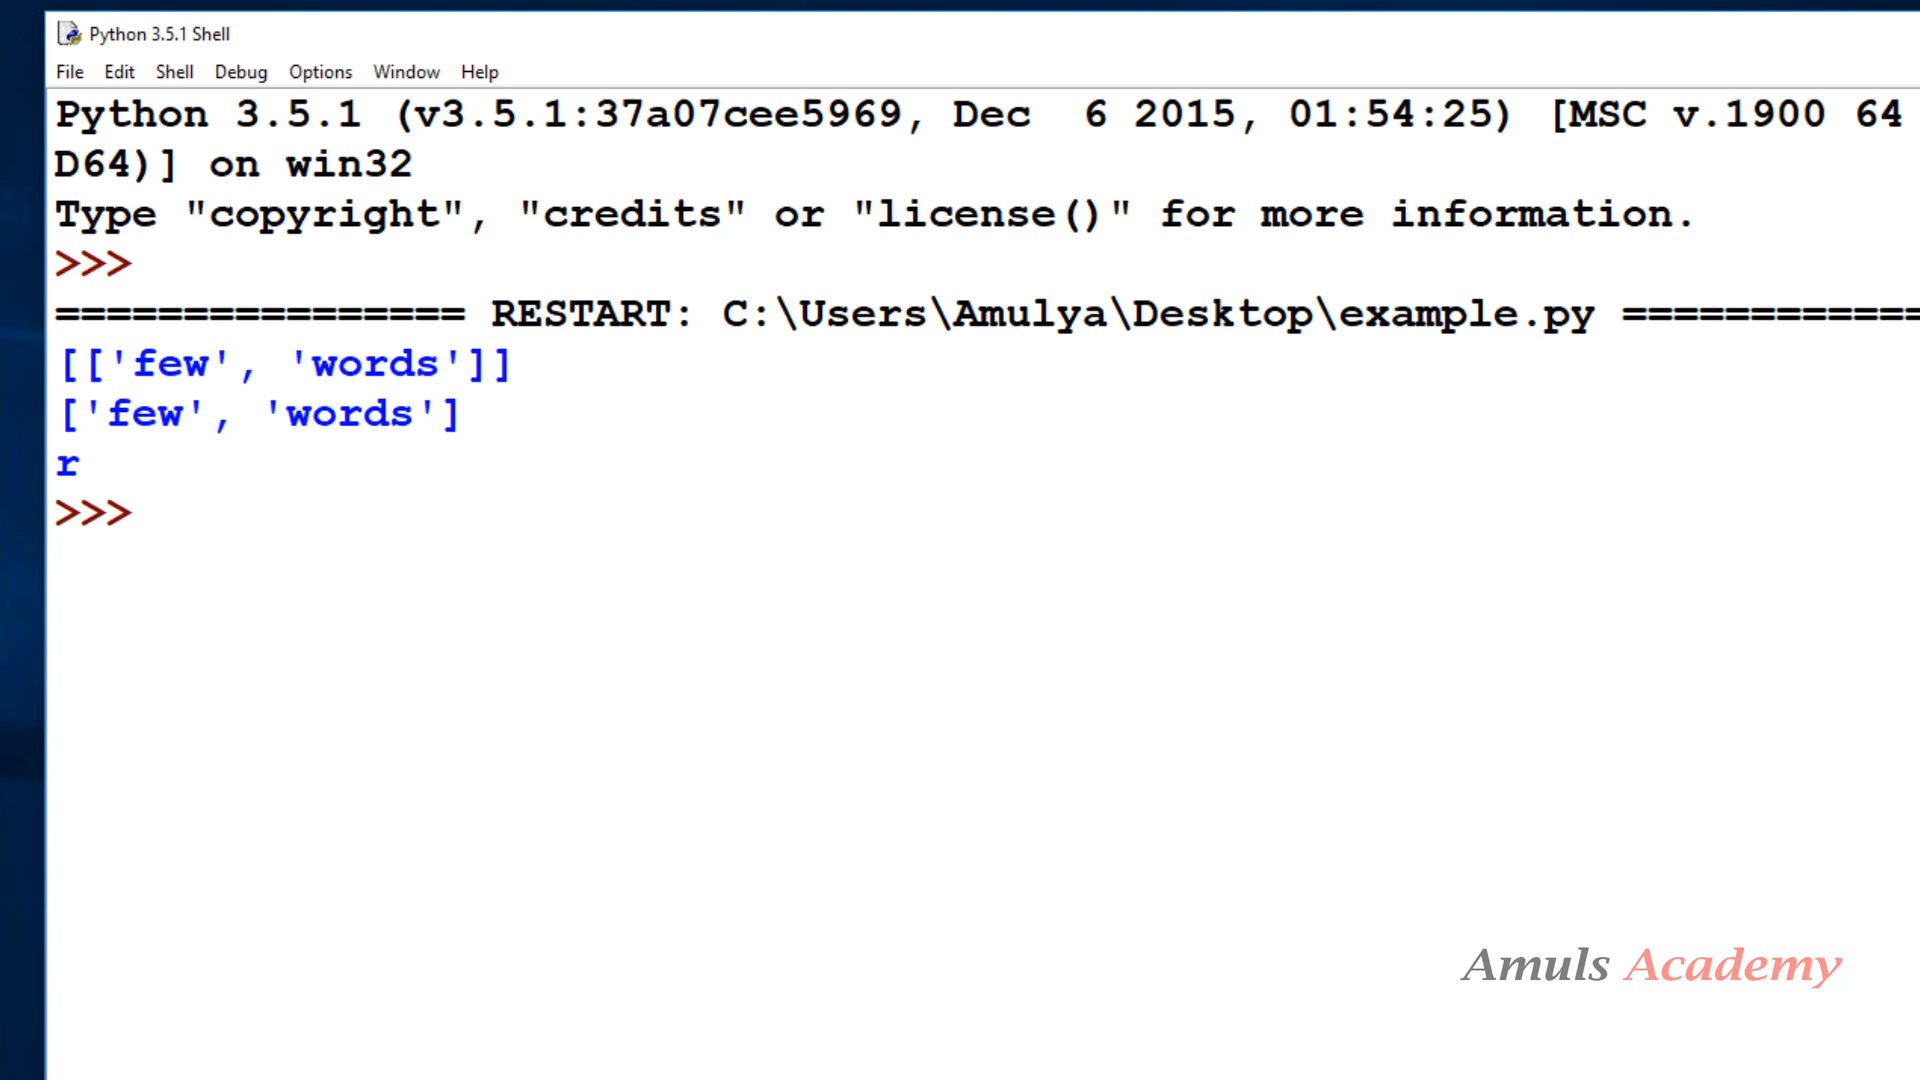 Python 3.5.1 Shell
File Edit Shell Debug Options Window Help
Python 3.5.1 (v3.5.1:37a07cee5969, Dec  6 2015, 01:54:25) [MSC v.1900 64
D64)] on win32
Type "copyright", "credits" or "license()" for more information.
>>>
================ RESTART: C:\Users\Amulya\Desktop\example.py ============
[['few', 'words']]
['few', 'words']
r
>>>
Amuls Academy